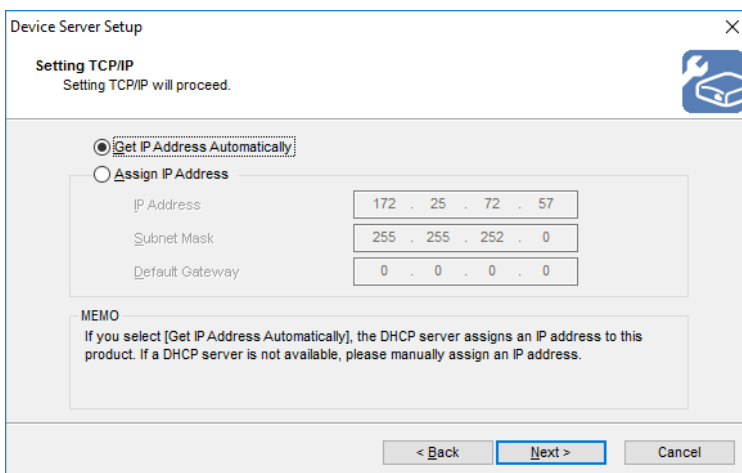 Device Server Setup
Setting TCP/IP
Setting TCP/IP will proceed.
Get IP Address Automatically
Assign IP Address
IP Address 172 . 25 . 72 . 57
Subnet Mask 255 . 255 . 252 . 0
Default Gateway 0 . 0 . 0 . 0
MEMO
If you select [Get IP Address Automatically], the DHCP server assigns an IP address to this
product. If a DHCP server is not available, please manually assign an IP address.
< Back Next > Cancel